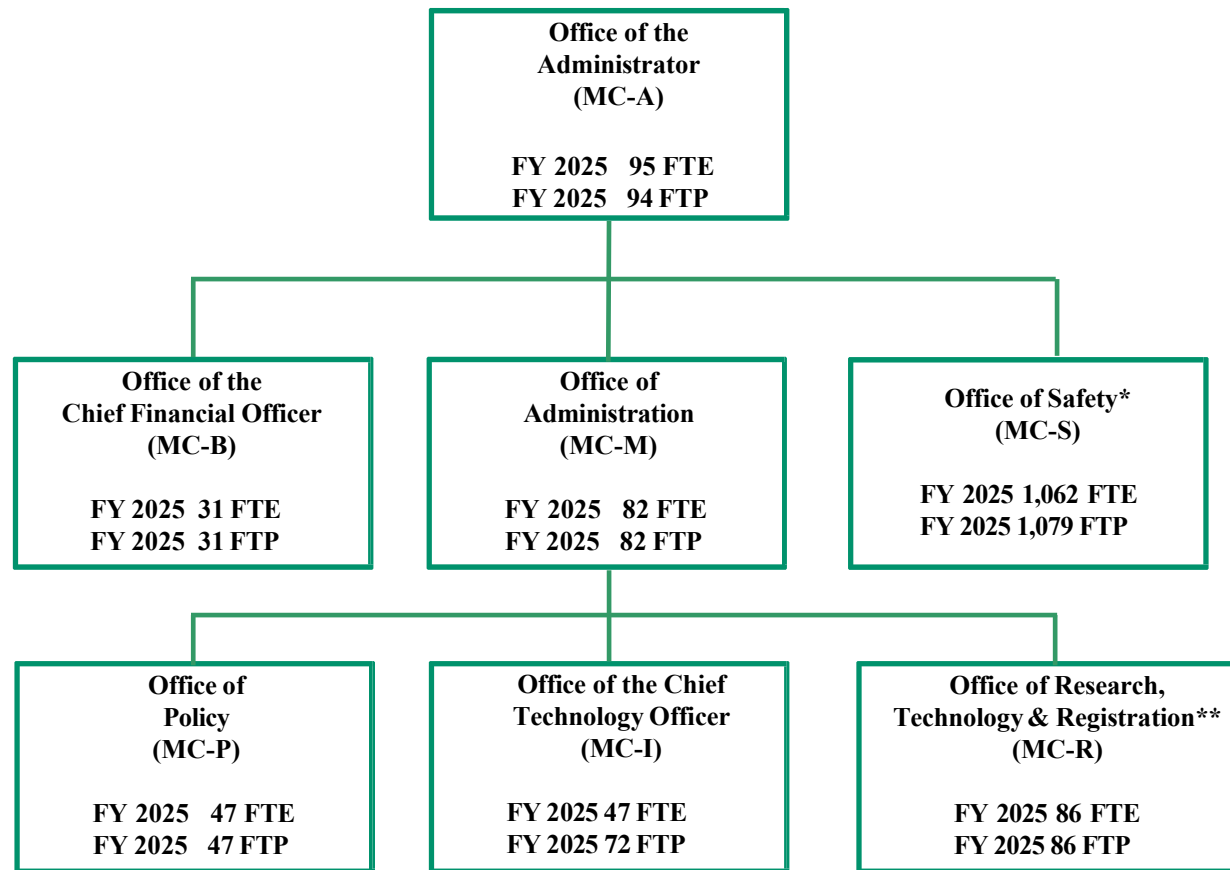 Office of the
Administrator
(MC-A)
FY 2025 95 FTE
FY 2025 94 FTP
Office of the
Chief Financial Officer
(MC-B)
FY 2025 31 FTE
FY 2025 31 FTP
Office of
Administration
(MC-M)
FY 2025 82 FTE
FY 2025 82 FTP
Office of Safety*
(MC-S)
FY 2025 1,062 FTE
FY 2025 1,079 FTP
Office of
Policy
(MC-P)
FY 2025 47 FTE
FY 2025 47 FTP
Office of the Chief
Technology Officer
(MC-I)
FY 2025 47 FTE
FY 2025 72 FTP
Office of Research,
Technology & Registration**
(MC-R)
FY 2025 86 FTE
FY 2025 86 FTP